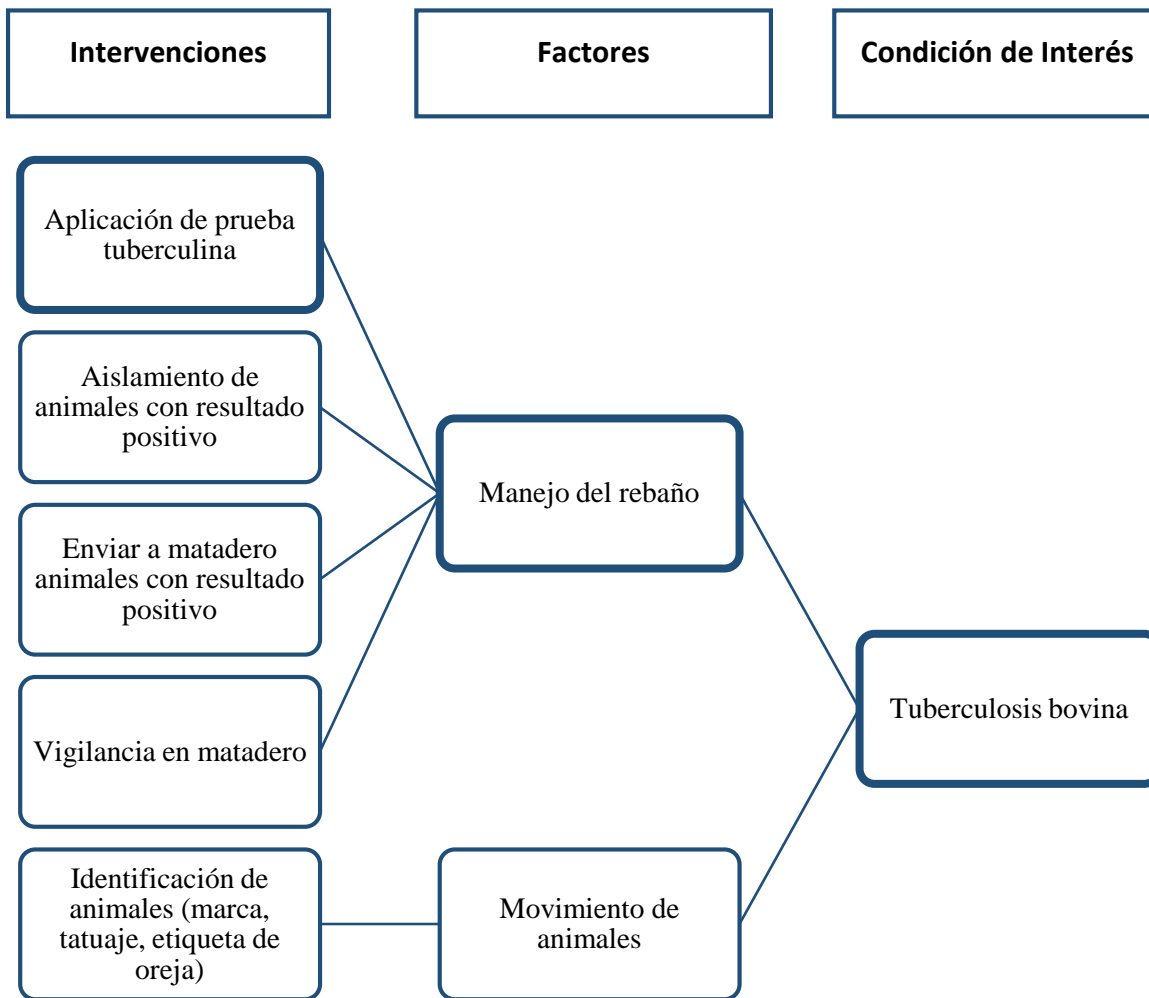 Intervenciones
Factores
Condición de Interés
Aplicación de prueba
tuberculina
Aislamiento de
animales con resultado
positivo
Enviar a matadero
animales con resultado
positivo
Vigilancia en matadero
Identificación de
animales (marca,
tatuaje, etiqueta de
oreja)
Manejo del rebaño
Movimiento de
animales
Tuberculosis bovina